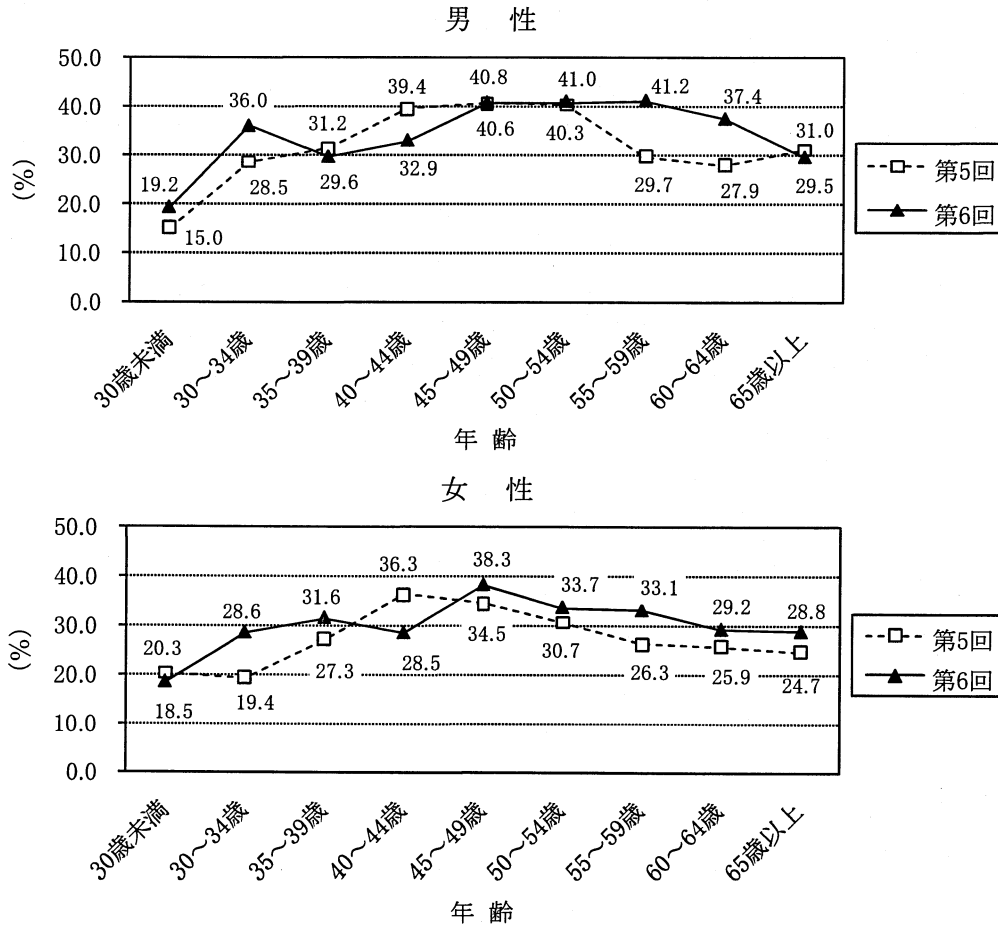 男 性
50.0
40.0
30.0
20.0
10.0
0.0
(%)
19.2
15.0
36.0
28.5
31.2
29.6
39.4
32.9
40.8
40.6
41.0
40.3
41.2
29.7
37.4
27.9
31.0
29.5
第5回
第6回
30歳未満
30～34歳
35～39歳
40～44歳
45～49歳
50～54歳
55～59歳
60～64歳
65歳以上
年 齢
女 性
50.0
40.0
30.0
20.0
10.0
0.0
(%)
20.3
18.5
28.6
19.4
31.6
27.3
36.3
28.5
38.3
34.5
33.7
30.7
33.1
26.3
29.2
25.9
28.8
24.7
第5回
第6回
30歳未満
30～34歳
35～39歳
40～44歳
45～49歳
50～54歳
55～59歳
60～64歳
65歳以上
年 齢